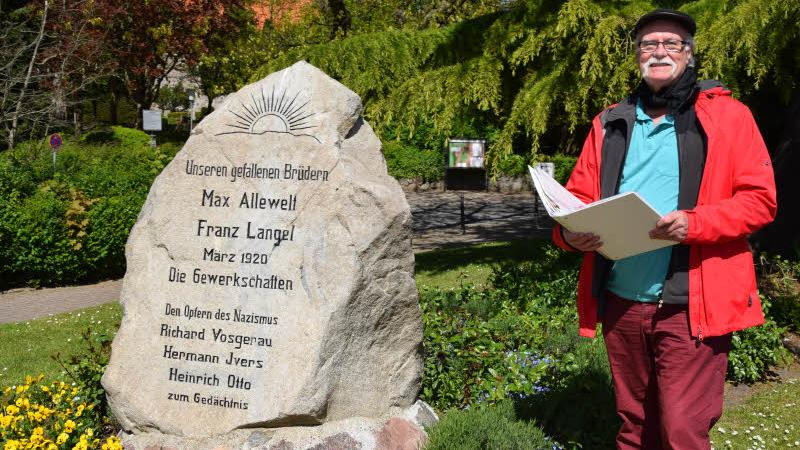 Unseren gefallenen Brüdern
Max Allewelt
Franz Langel
März 1920
Die Gewerkschaften
Den Opfern des Nazismus
Richard Vosgerau
Hermann Jvers
Heinrich Otto
zum Gedächtnis